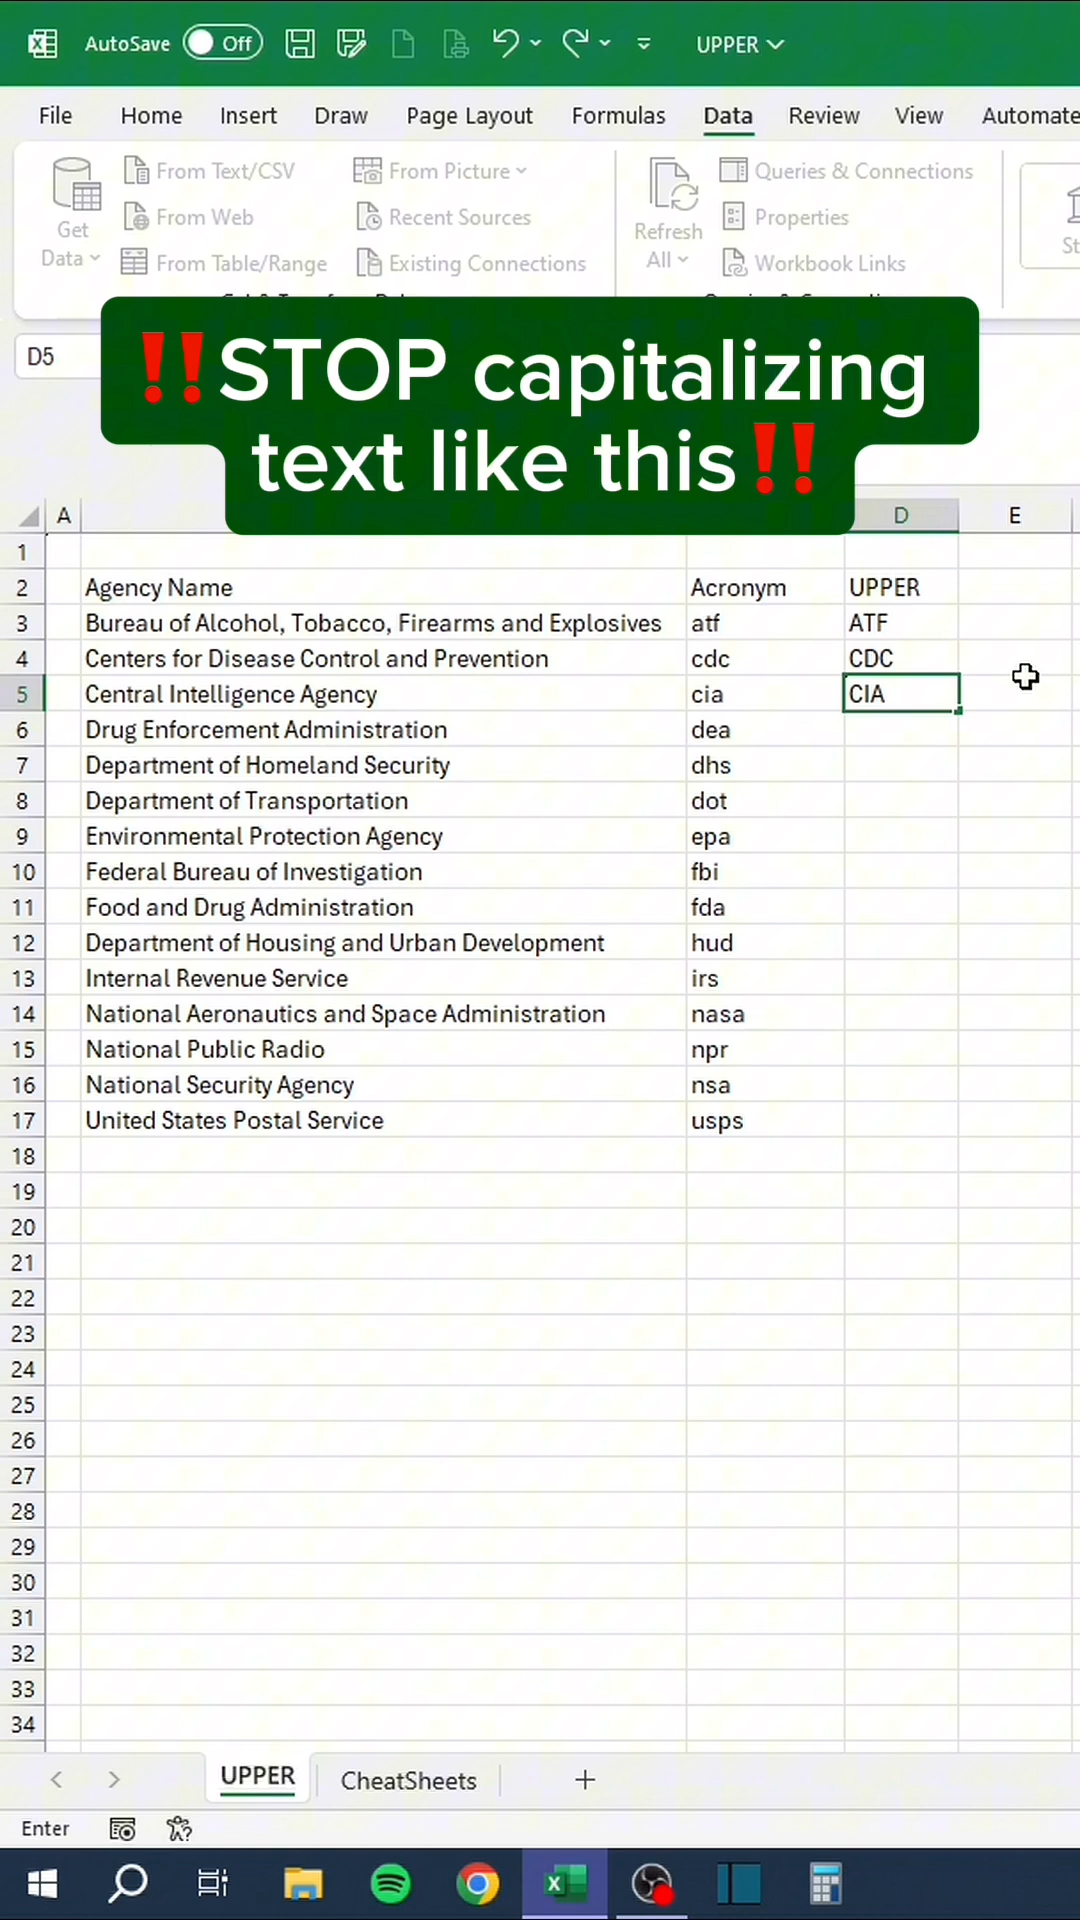 AutoSave Off UPPER
File Home Insert Draw Page Layout Formulas Data Review View Automate
Get Data
From Text/CSV
From Web
From Table/Range
From Picture
Recent Sources
Existing Connections
Refresh All
Queries & Connections
Properties
Workbook Links
D5
‼️STOP capitalizing
text like this‼️
A D E
1
2 Agency Name Acronym UPPER
3 Bureau of Alcohol, Tobacco, Firearms and Explosives atf ATF
4 Centers for Disease Control and Prevention cdc CDC
5 Central Intelligence Agency cia CIA
6 Drug Enforcement Administration dea
7 Department of Homeland Security dhs
8 Department of Transportation dot
9 Environmental Protection Agency epa
10 Federal Bureau of Investigation fbi
11 Food and Drug Administration fda
12 Department of Housing and Urban Development hud
13 Internal Revenue Service irs
14 National Aeronautics and Space Administration nasa
15 National Public Radio npr
16 National Security Agency nsa
17 United States Postal Service usps
18
19
20
21
22
23
24
25
26
27
28
29
30
31
32
33
34
UPPER CheatSheets
Enter